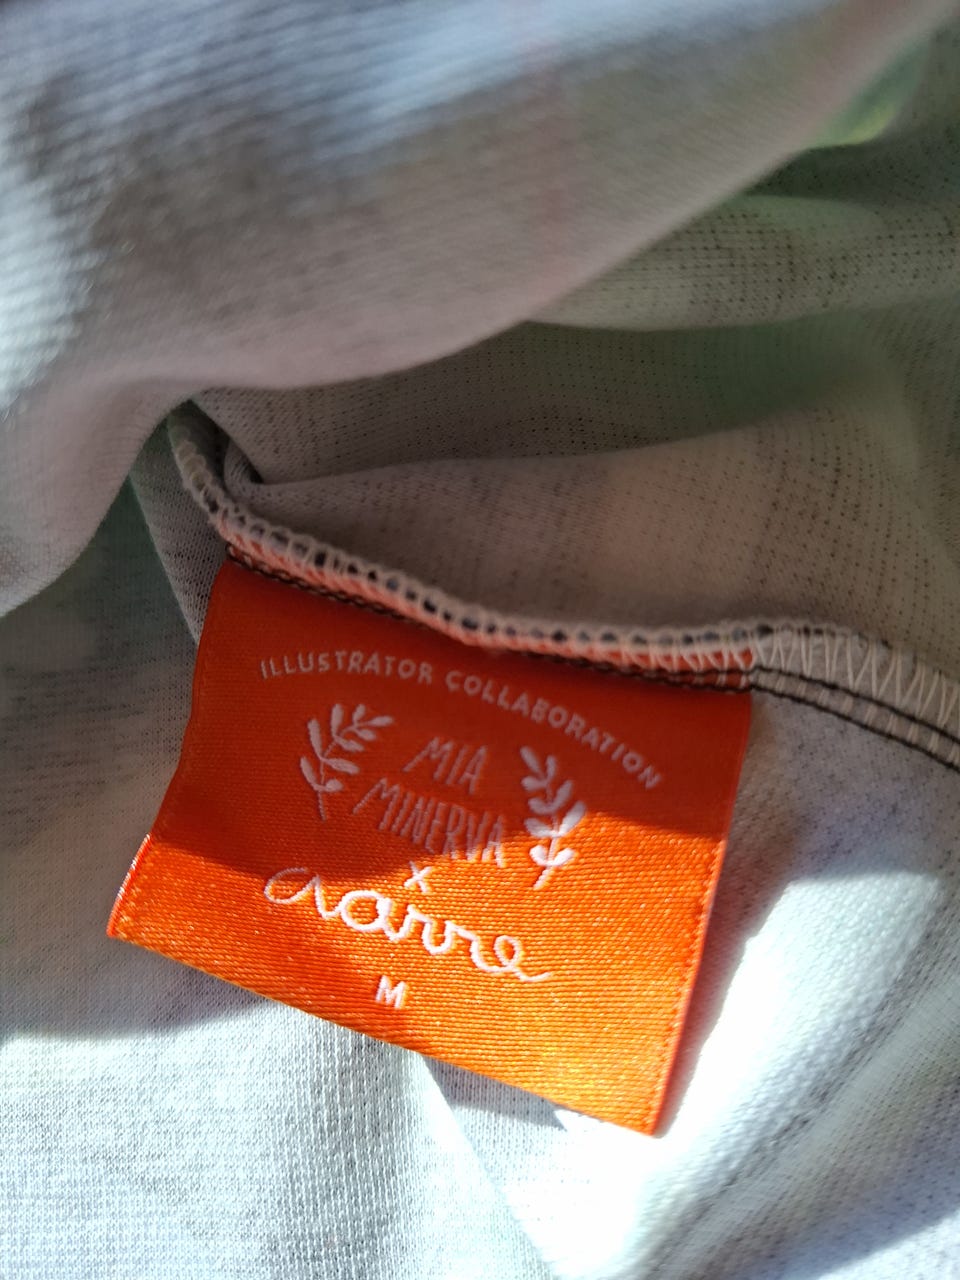 ILLUSTRATOR COLLABORATION
MIA
MINERVA
X
aarre
M